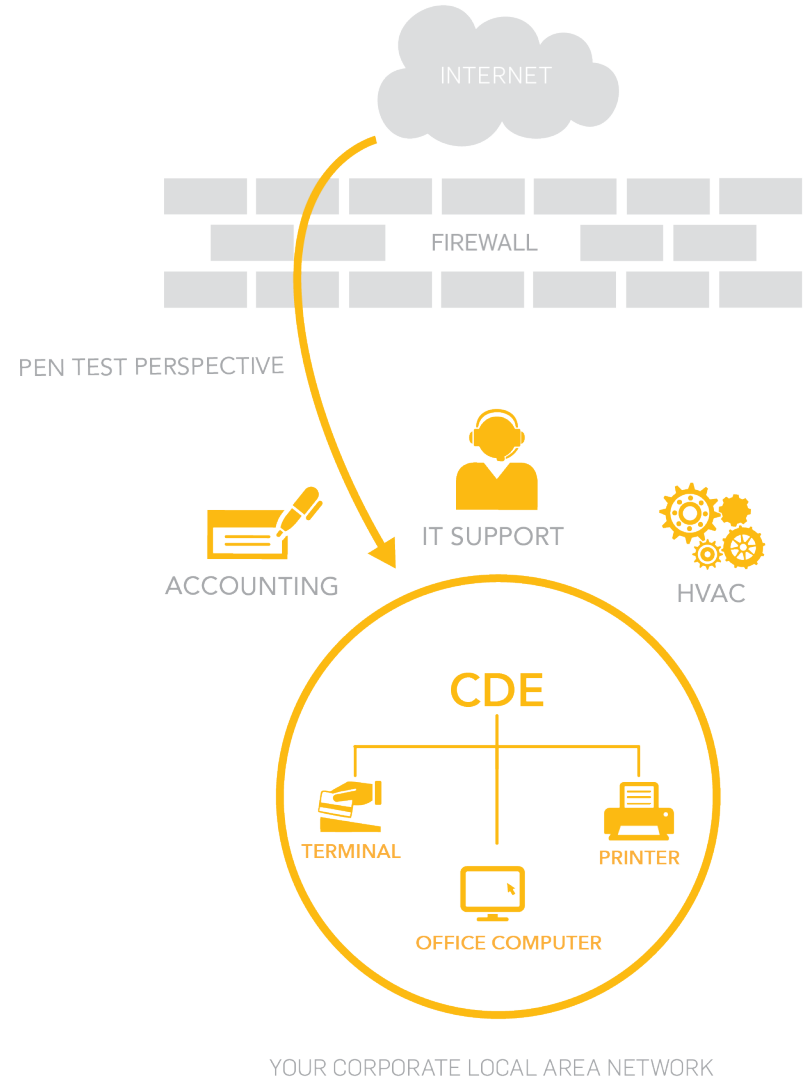 INTERNET
FIREWALL
PEN TEST PERSPECTIVE
IT SUPPORT
ACCOUNTING
HVAC
CDE
TERMINAL
PRINTER
OFFICE COMPUTER
YOUR CORPORATE LOCAL AREA NETWORK